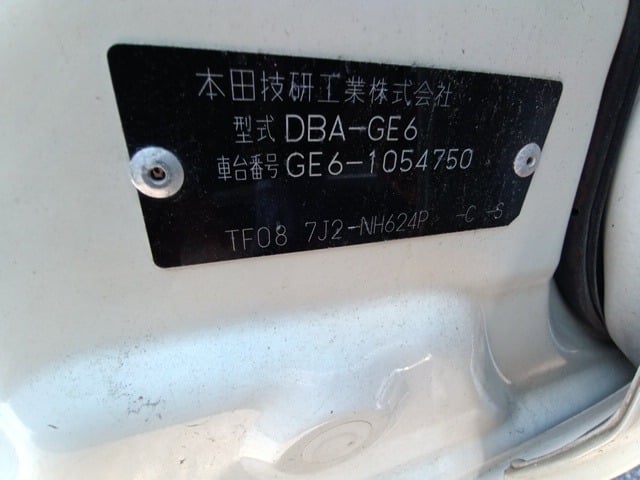 本田技研工業株式会社
型式 DBA-GE6
車台番号 GE6-1054750
TF08 7J2-NH624P -C -S